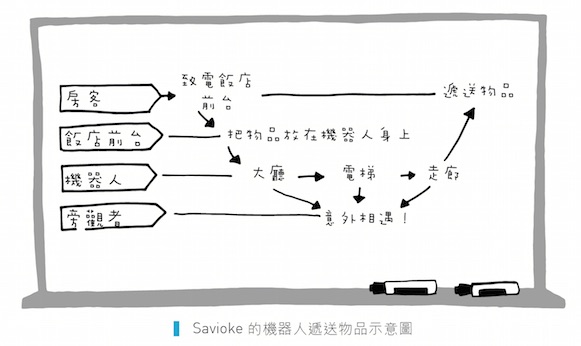 致電飯店
前台
房客
遞送物品
飯店前台
把物品放在機器人身上
機器人
大廳
電梯
走廊
旁觀者
意外相遇！
Savioke 的機器人遞送物品示意圖